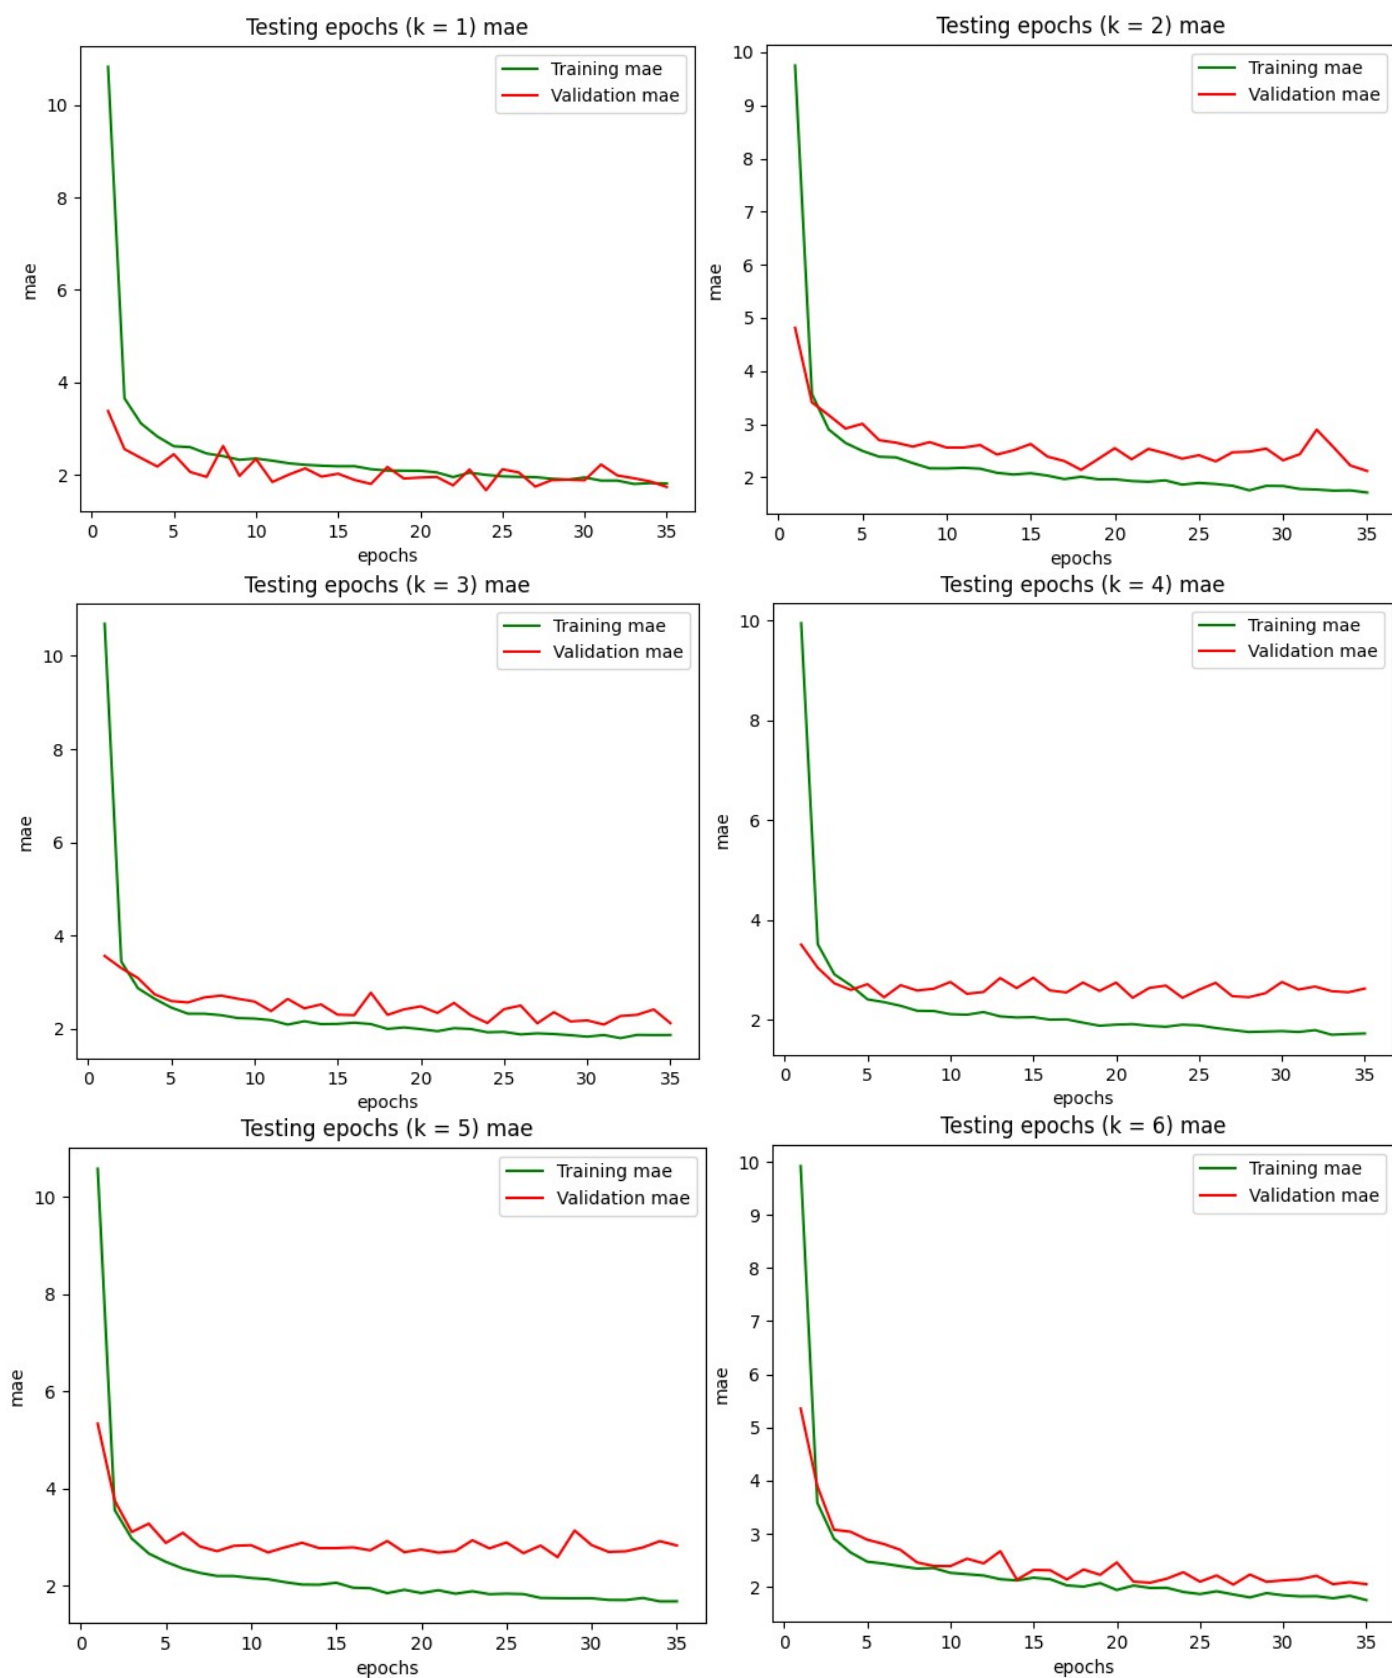 Testing epochs (k = 1) mae
Training mae
Validation mae
mae
10
8
6
4
2
0 5 10 15 20 25 30 35
epochs
Testing epochs (k = 2) mae
Training mae
Validation mae
mae
10
9
8
7
6
5
4
3
2
0 5 10 15 20 25 30 35
epochs
Testing epochs (k = 3) mae
Training mae
Validation mae
mae
10
8
6
4
2
0 5 10 15 20 25 30 35
epochs
Testing epochs (k = 4) mae
Training mae
Validation mae
mae
10
8
6
4
2
0 5 10 15 20 25 30 35
epochs
Testing epochs (k = 5) mae
Training mae
Validation mae
mae
10
8
6
4
2
0 5 10 15 20 25 30 35
epochs
Testing epochs (k = 6) mae
Training mae
Validation mae
mae
10
9
8
7
6
5
4
3
2
0 5 10 15 20 25 30 35
epochs